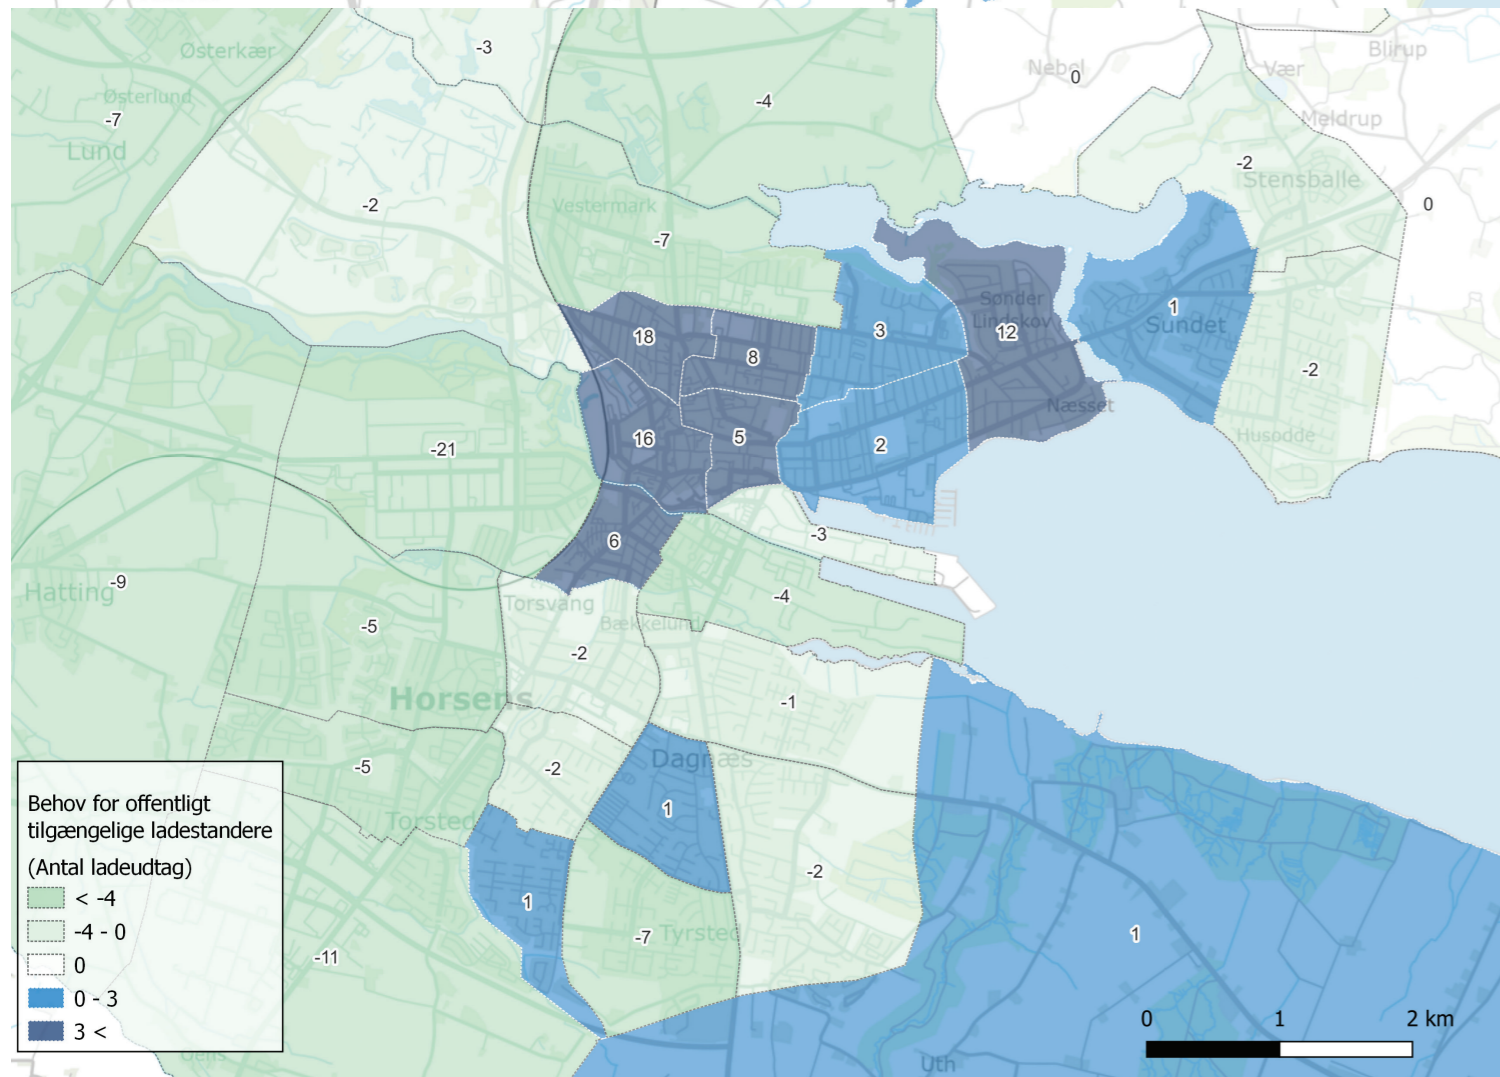 -3
Østerkær
Nebel
0
Blirup
Vær
Østerlund
-7
-4
Meldrup
Lund
-2
Stensballe
-2
Vestermark
0
-7
Sønder
Lindskov
12
1
Sundet
18
8
3
-2
Næsset
Husodde
-21
16
5
2
-3
6
Hatting
-9
Torsvang
-4
Bækkelund
-5
-2
Horsens
-1
-5
-2
Dagnæs
1
Torsted
-2
1
-7
Tyrsted
1
-11
Uth
Uens
Behov for offentligt
tilgængelige ladestandere
(Antal ladeudtag)
< -4
-4 - 0
0
0 - 3
3 <
0 1 2 km